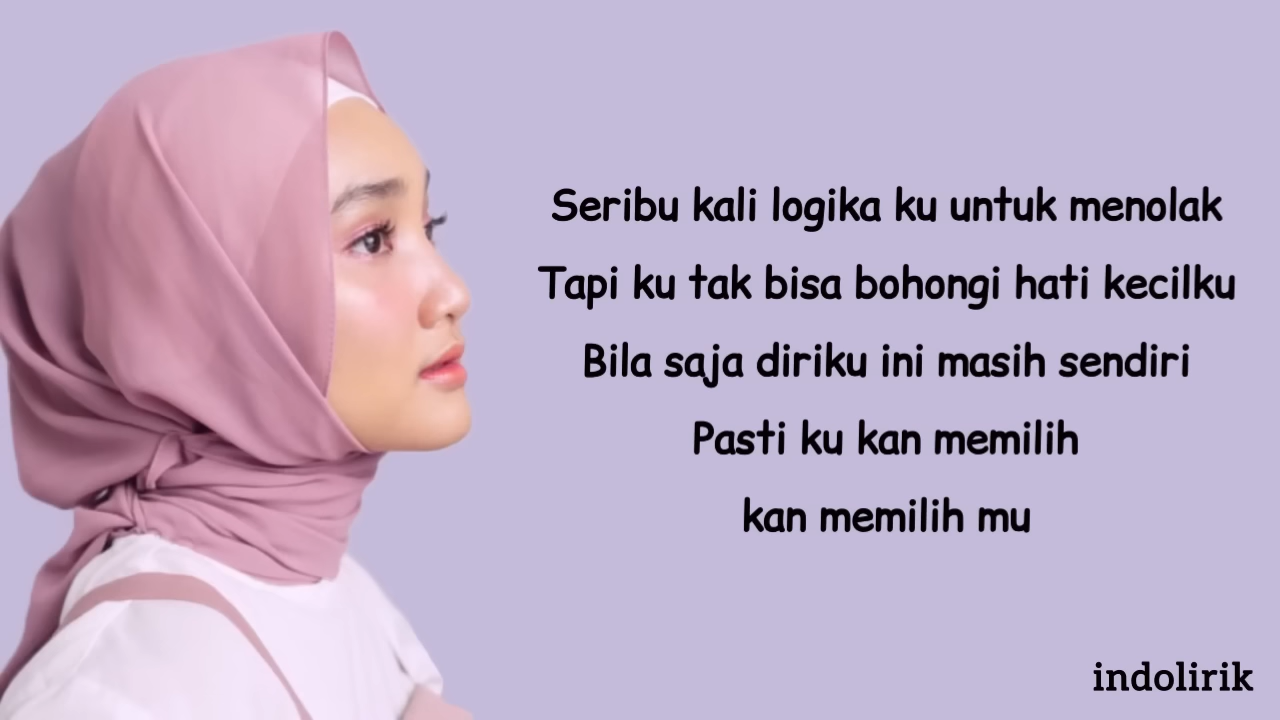 Seribu kali logika ku untuk menolak
Tapi ku tak bisa bohongi hati kecilku
Bila saja diriku ini masih sendiri
Pasti ku kan memilih
kan memilih mu
indolirik